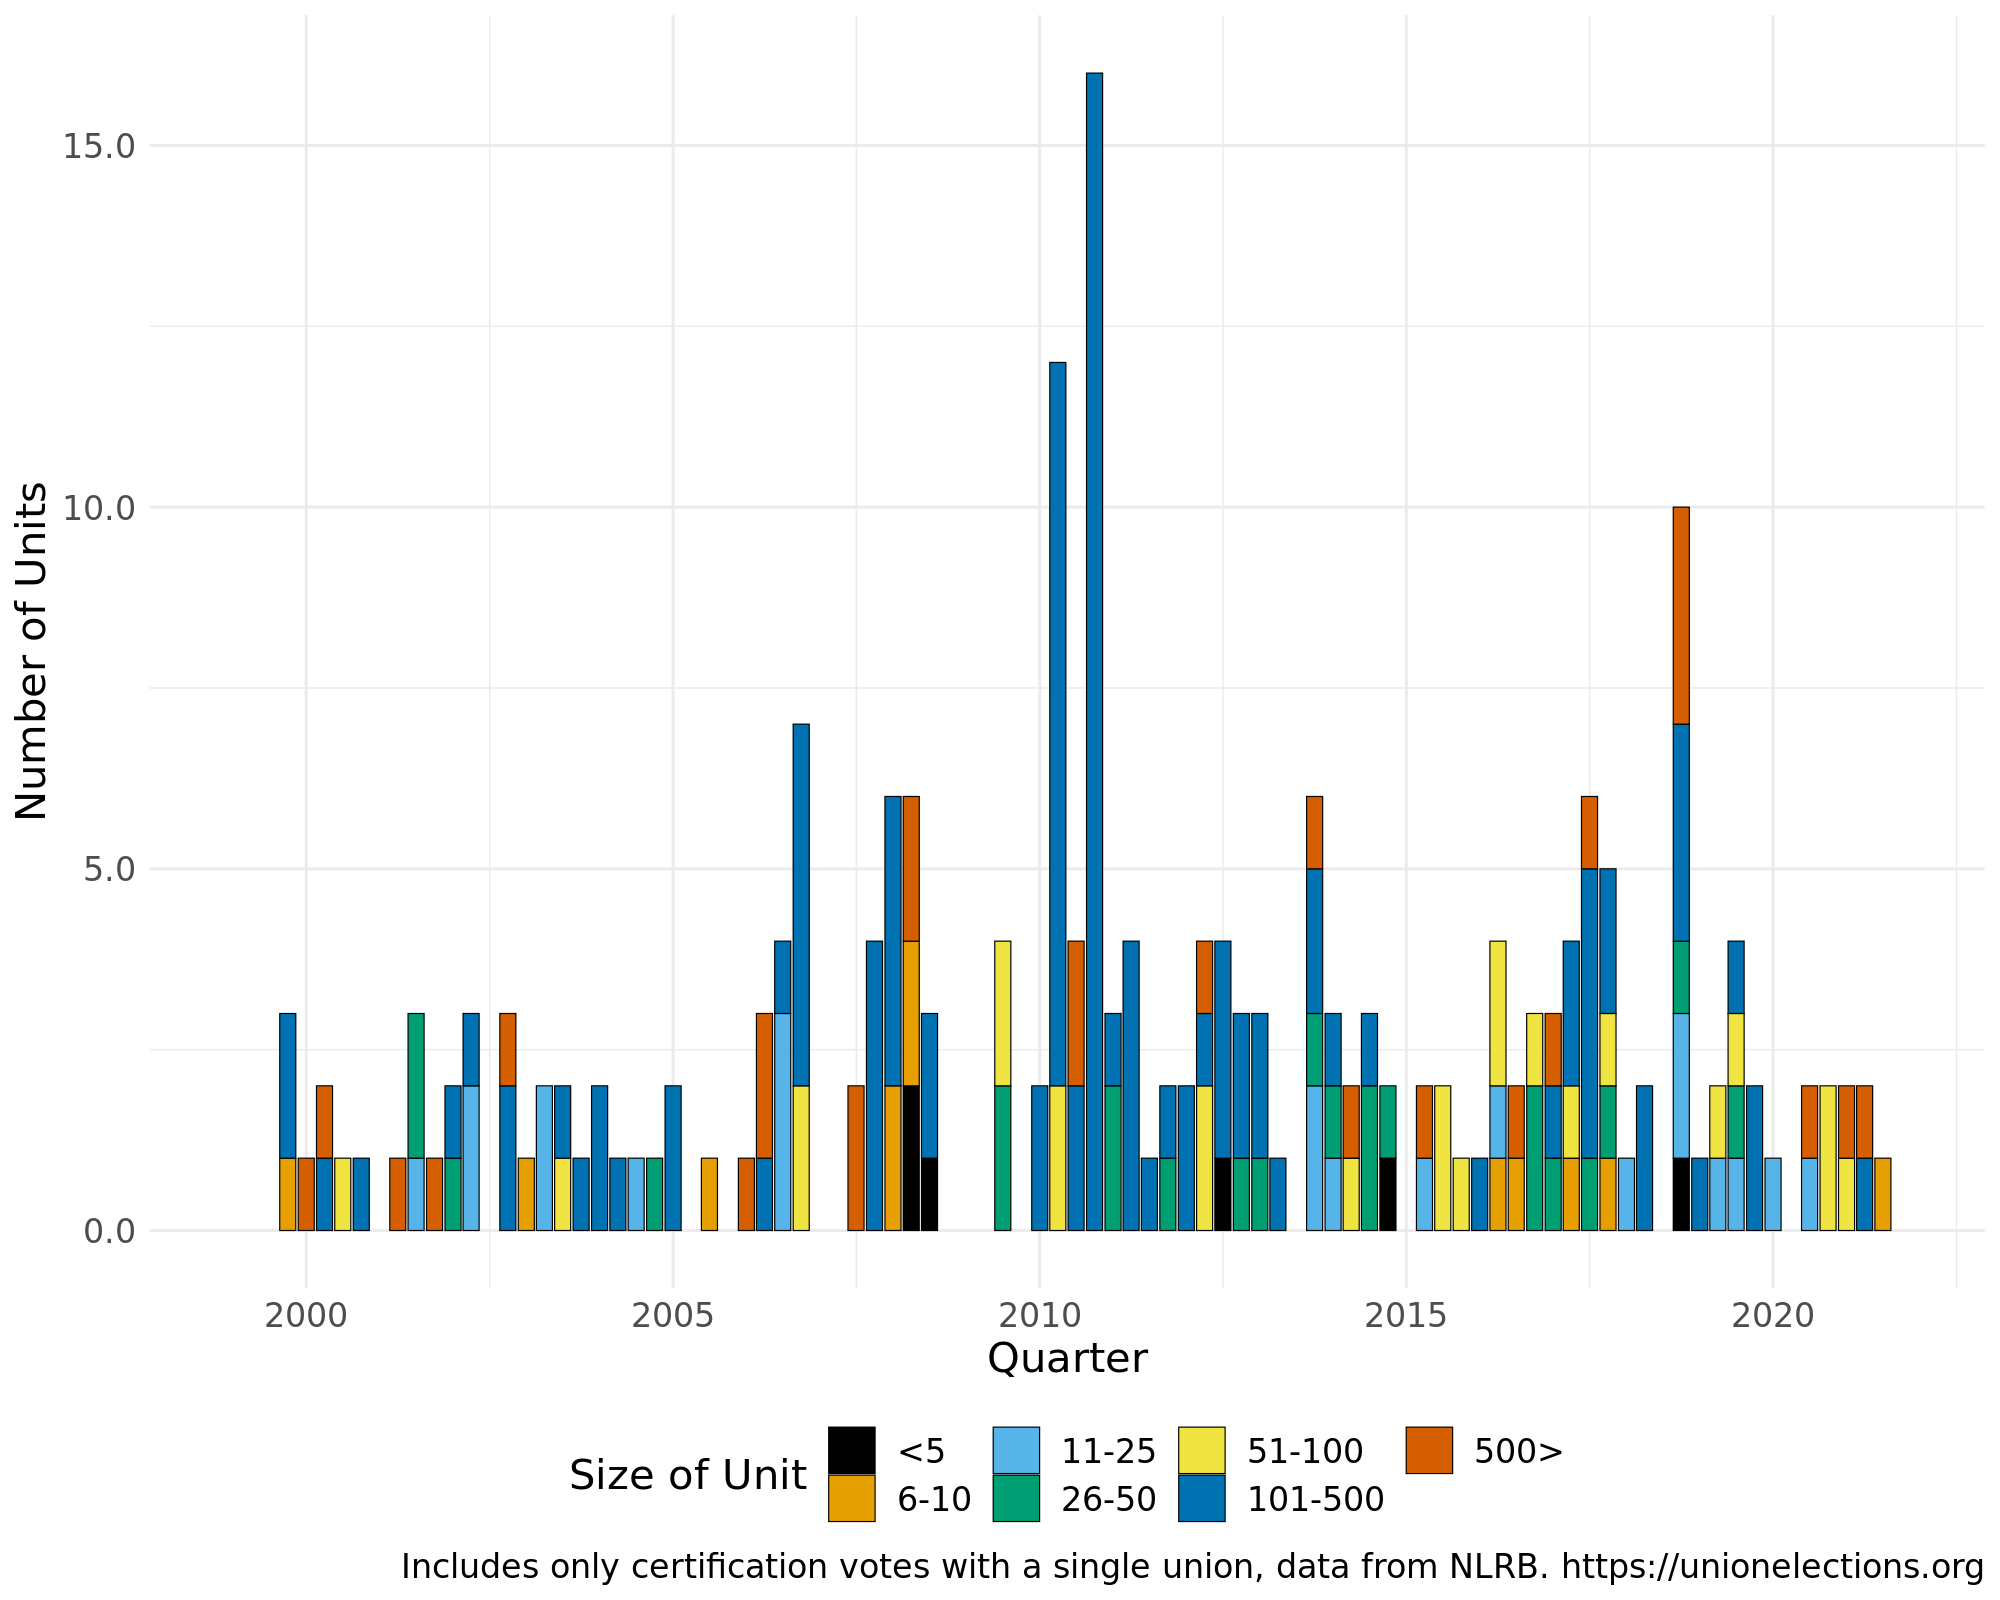 15.0
10.0
5.0
0.0
Number of Units
2000 2005 2010 2015 2020
Quarter
Size of Unit
<5 11-25 51-100 500>
6-10 26-50 101-500
Includes only certification votes with a single union, data from NLRB. https://unionelections.org